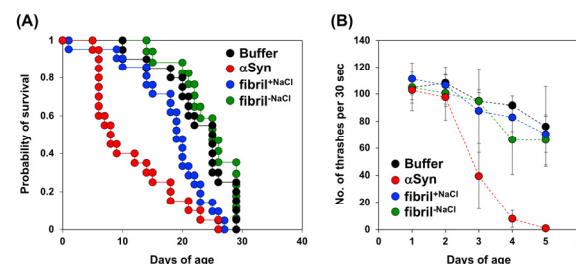 (A)
Probability of survival
1
0.8
0.6
0.4
0.2
0
0 10 20 30 40
Days of age
Buffer
αSyn
fibril+NaCl
fibril-NaCl
(B)
No. of thrashes per 30 sec
140
120
100
80
60
40
20
0
0 1 2 3 4 5
Days of age
Buffer
αSyn
fibril+NaCl
fibril-NaCl